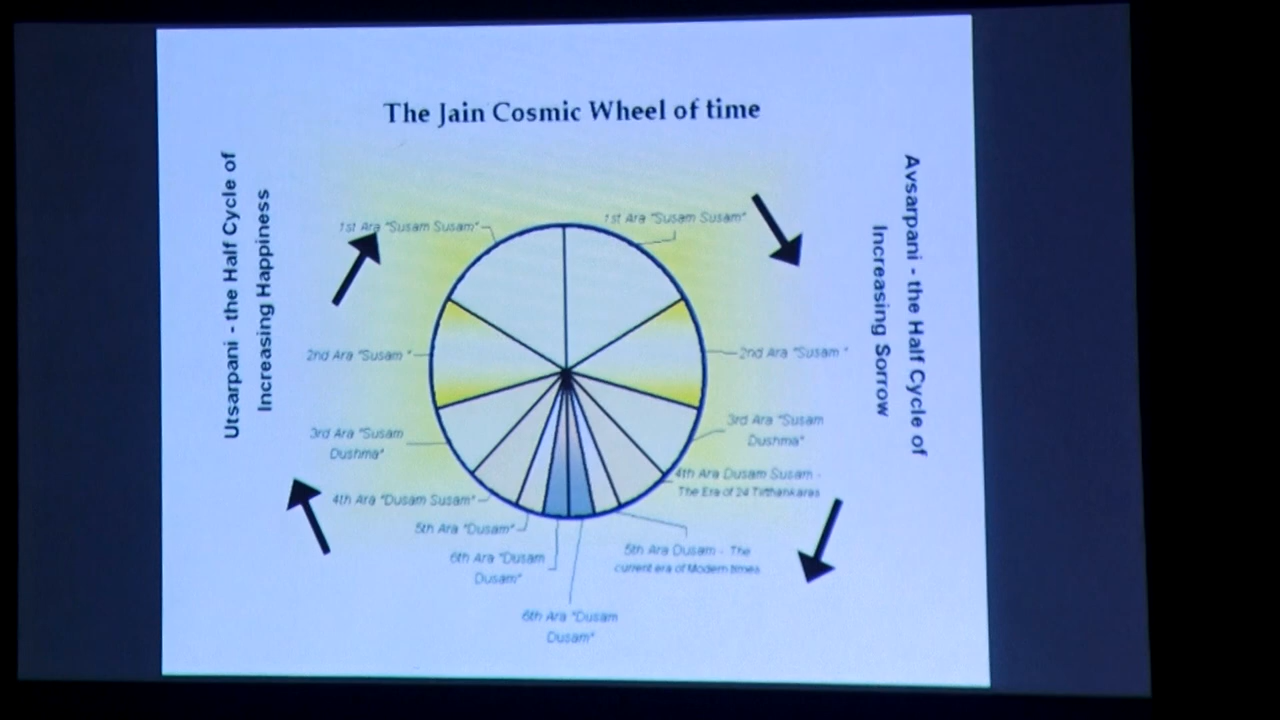 The Jain Cosmic Wheel of time
Utsarpani - the Half Cycle of
Increasing Happiness
Avsarpani - the Half Cycle of
Increasing Sorrow
1st Ara "Susam Susam"
1st Ara "Susam Susam"
2nd Ara "Susam "
2nd Ara "Susam "
3rd Ara "Susam
Dushma"
3rd Ara "Susam
Dushma"
4th Ara "Dusam Susam"
4th Ara Dusam Susam -
The Era of 24 Tirthankaras
5th Ara "Dusam"
5th Ara Dusam - The
current era of Modern times
6th Ara "Dusam
Dusam"
6th Ara "Dusam
Dusam"